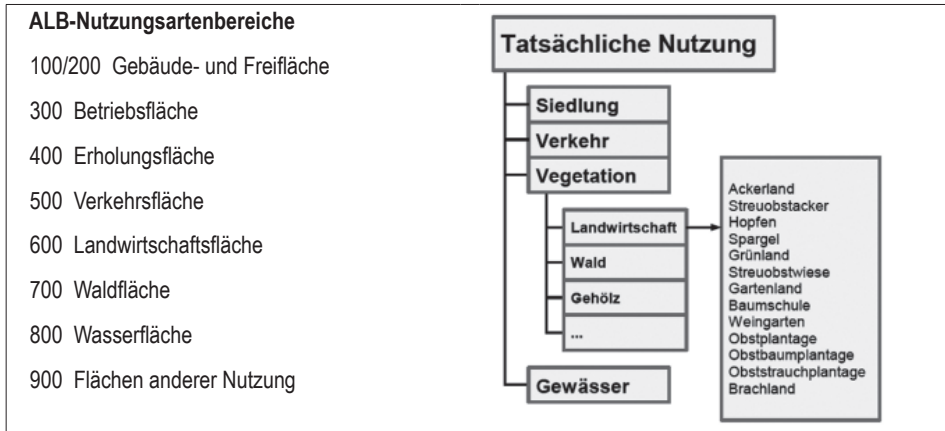 ALB-Nutzungsartenbereiche
100/200 Gebäude- und Freifläche
300 Betriebsfläche
400 Erholungsfläche
500 Verkehrsfläche
600 Landwirtschaftsfläche
700 Waldfläche
800 Wasserfläche
900 Flächen anderer Nutzung
Tatsächliche Nutzung
Siedlung
Verkehr
Vegetation
Landwirtschaft
Wald
Gehölz
...
Gewässer
Ackerland
Streuobstacker
Hopfen
Spargel
Grünland
Streuobstwiese
Gartenland
Baumschule
Weingarten
Obstplantage
Obstbaumplantage
Obststrauchplantage
Brachland